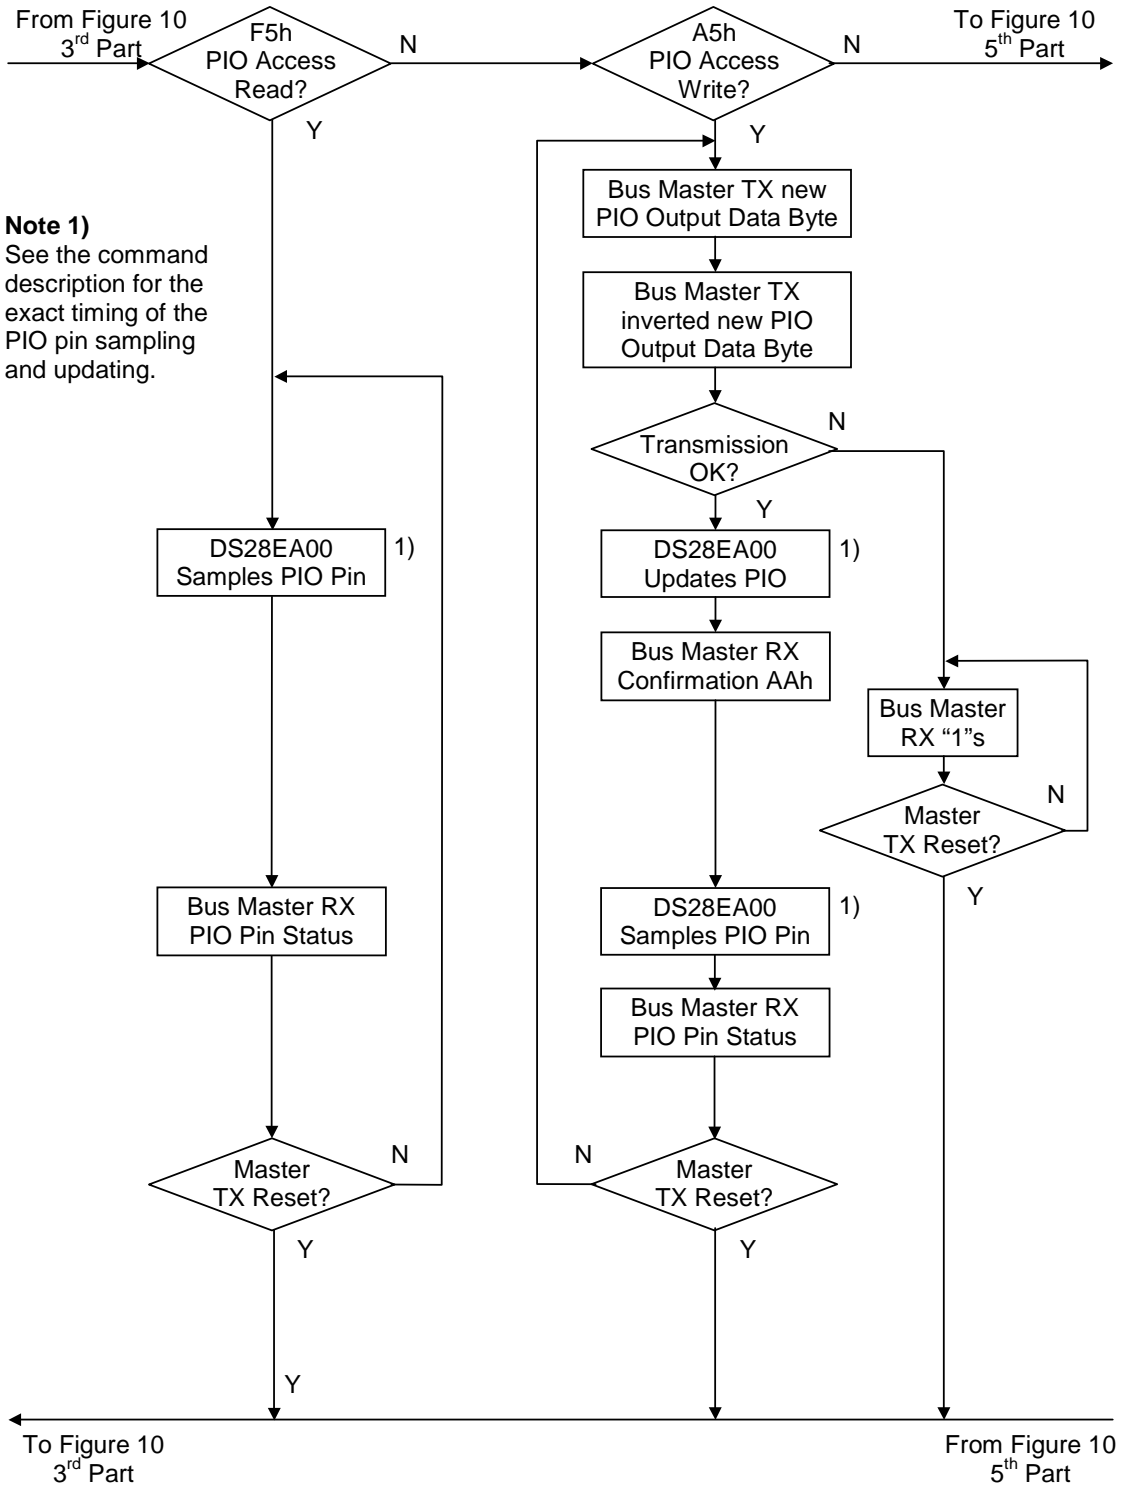 From Figure 10
3rd Part
F5h
PIO Access
Read?
N
Y
A5h
PIO Access
Write?
N
Y
To Figure 10
5th Part
Note 1)
See the command
description for the
exact timing of the
PIO pin sampling
and updating.
Bus Master TX new
PIO Output Data Byte
Bus Master TX
inverted new PIO
Output Data Byte
Transmission
OK?
N
Y
DS28EA00
Samples PIO Pin
1)
DS28EA00
Updates PIO
1)
Bus Master RX
Confirmation AAh
Bus Master
RX “1”s
Master
TX Reset?
N
Y
Bus Master RX
PIO Pin Status
DS28EA00
Samples PIO Pin
1)
Bus Master RX
PIO Pin Status
Master
TX Reset?
N
Y
Y
Master
TX Reset?
N
Y
To Figure 10
3rd Part
From Figure 10
5th Part